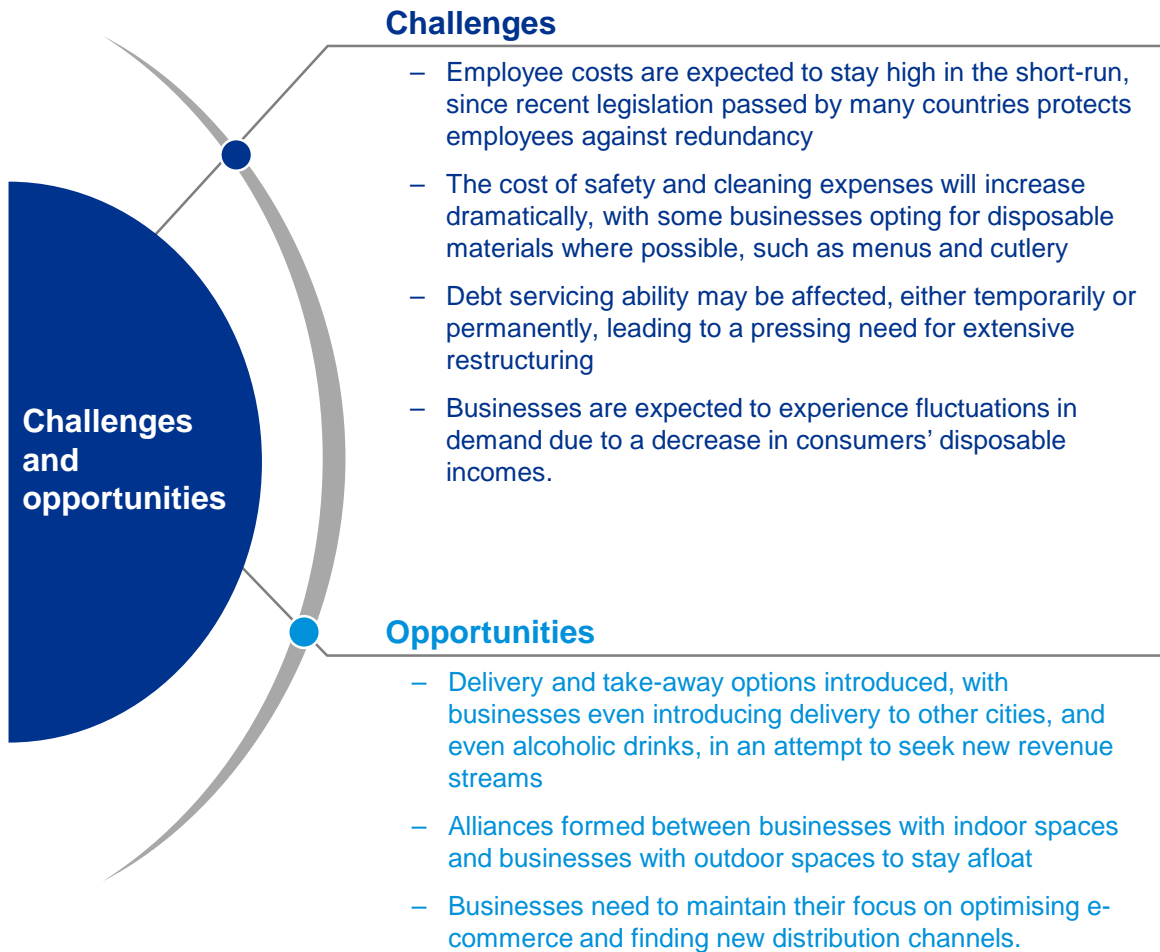 Challenges
– Employee costs are expected to stay high in the short-run,
since recent legislation passed by many countries protects
employees against redundancy
– The cost of safety and cleaning expenses will increase
dramatically, with some businesses opting for disposable
materials where possible, such as menus and cutlery
– Debt servicing ability may be affected, either temporarily or
permanently, leading to a pressing need for extensive
restructuring
– Businesses are expected to experience fluctuations in
demand due to a decrease in consumers’ disposable
incomes.
Challenges
and
opportunities
Opportunities
– Delivery and take-away options introduced, with
businesses even introducing delivery to other cities, and
even alcoholic drinks, in an attempt to seek new revenue
streams
– Alliances formed between businesses with indoor spaces
and businesses with outdoor spaces to stay afloat
– Businesses need to maintain their focus on optimising e-
commerce and finding new distribution channels.